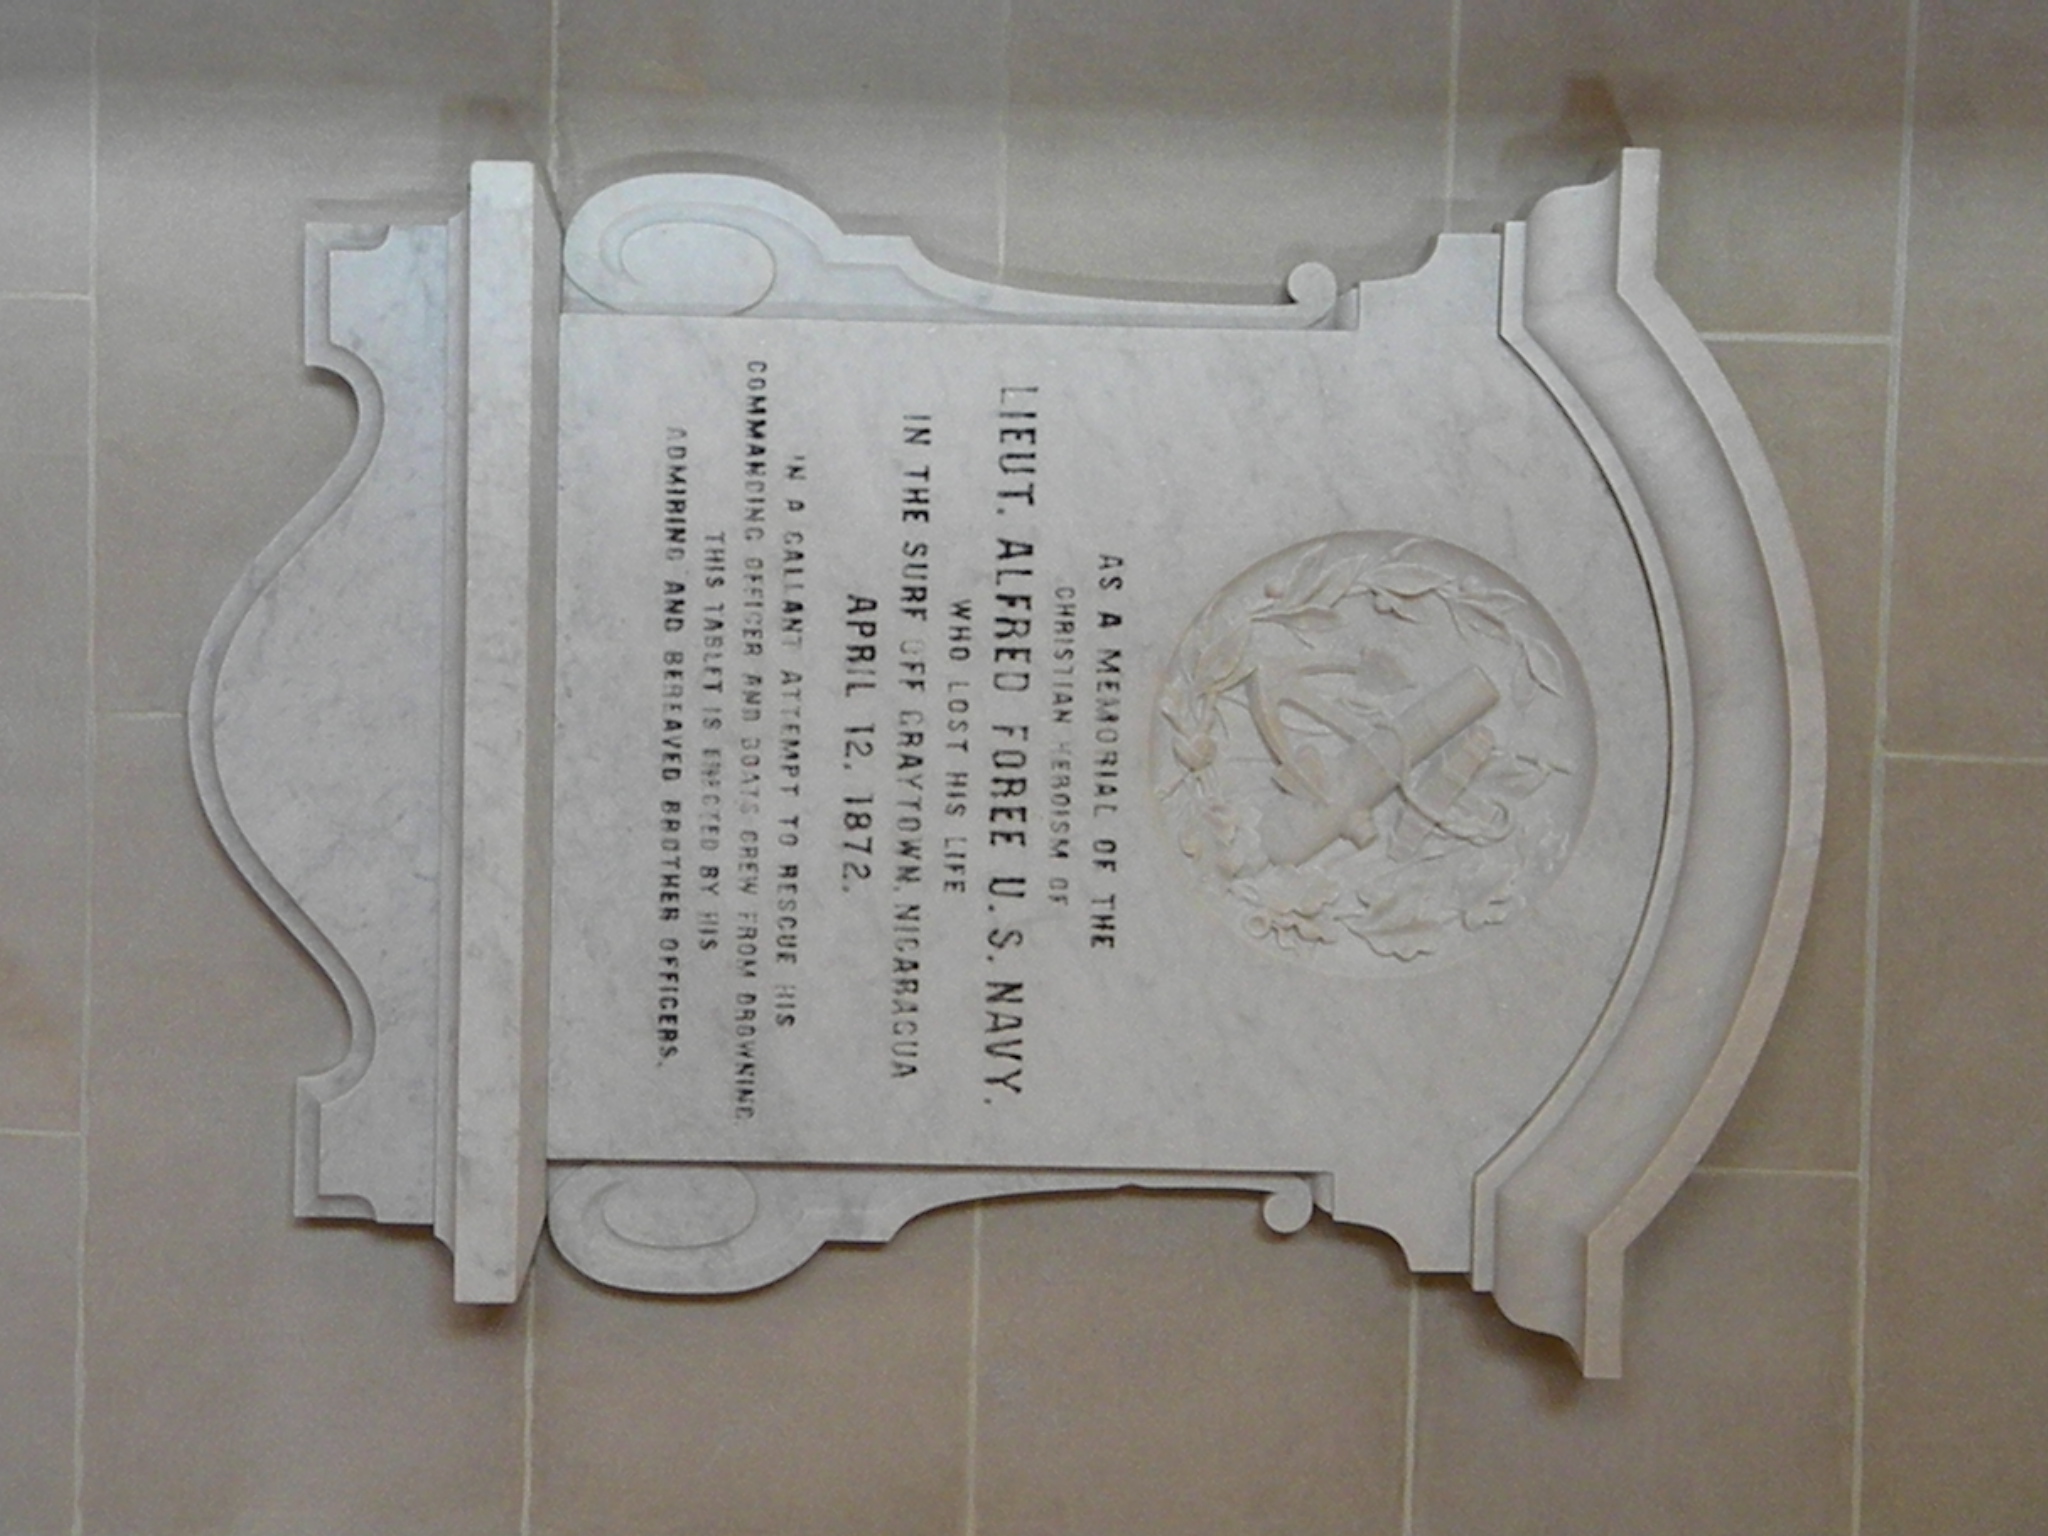 AS A MEMORIAL OF THE
CHRISTIAN HEROISM OF
LIEUT. ALFRED FOREE U.S. NAVY.
WHO LOST HIS LIFE
IN THE SURF OFF GRAYTOWN, NICARAGUA
APRIL 12, 1872.
IN A GALLANT ATTEMPT TO RESCUE HIS
COMMANDING OFFICER AND BOATS CREW FROM DROWNING.
THIS TABLET IS ERECTED BY HIS
ADMIRING AND BEREAVED BROTHER OFFICERS.